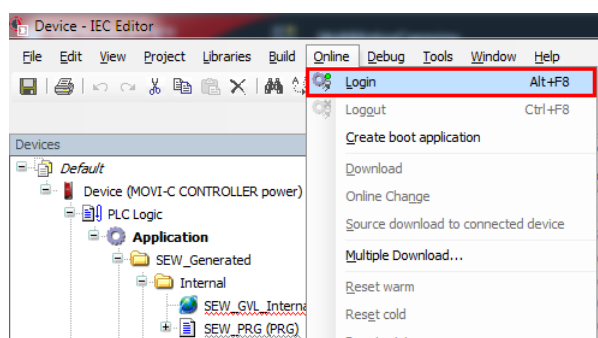 Device - IEC Editor
File Edit View Project Libraries Build Online Debug Tools Window Help
Login Alt+F8
Logout Ctrl+F8
Create boot application
Devices
Default
Download
Device (MOVI-C CONTROLLER power)
Online Change
PLC Logic
Source download to connected device
Application
Multiple Download...
SEW_Generated
Internal
Reset warm
SEW_GVL_Interna
Reset cold
SEW_PRG (PRG)